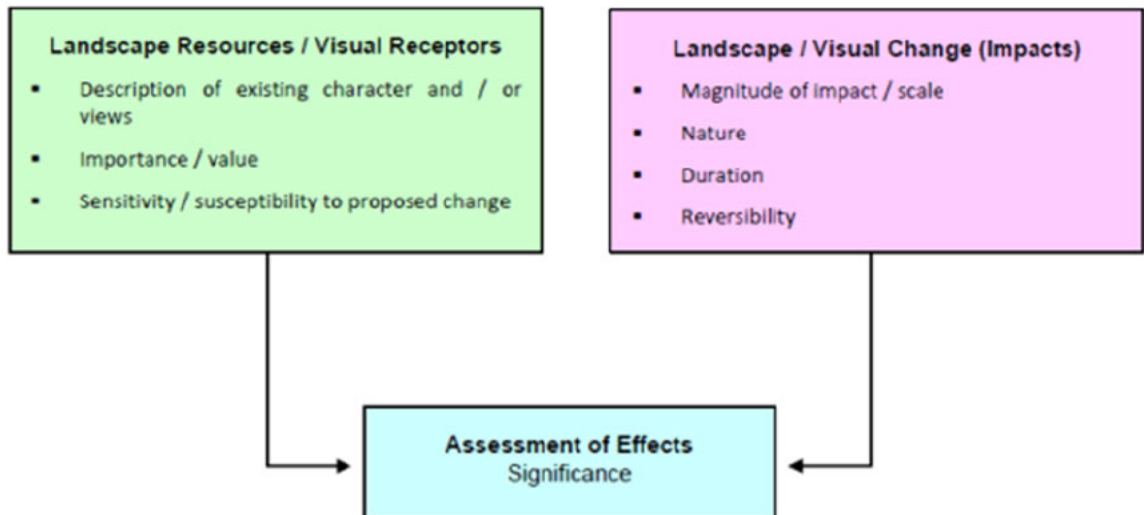 Landscape Resources / Visual Receptors
▪ Description of existing character and / or
views
▪ Importance / value
▪ Sensitivity / susceptibility to proposed change
Landscape / Visual Change (Impacts)
▪ Magnitude of impact / scale
▪ Nature
▪ Duration
▪ Reversibility
Assessment of Effects
Significance